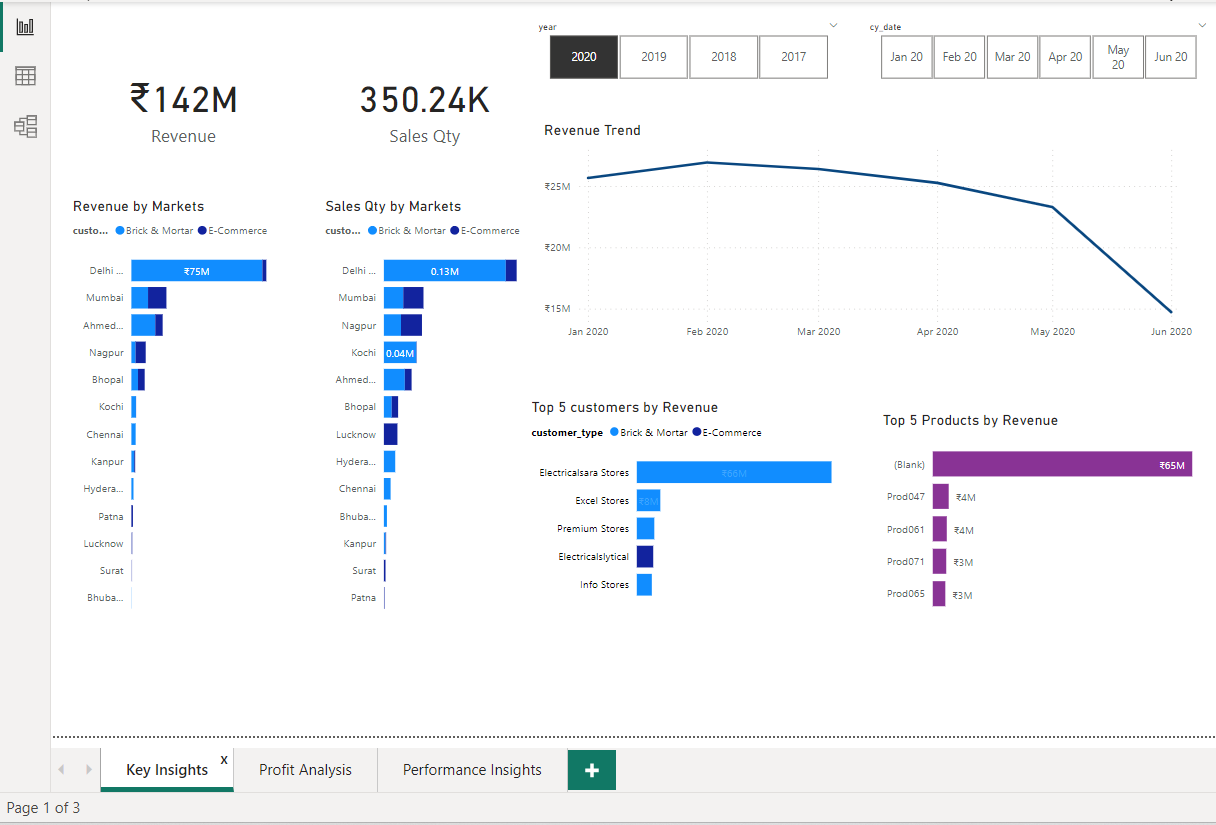 year
2020
2019
2018
2017
cy_date
Jan 20
Feb 20
Mar 20
Apr 20
May
20
Jun 20
₹142M
Revenue
350.24K
Sales Qty
Revenue Trend
₹25M
₹20M
₹15M
Jan 2020
Feb 2020
Mar 2020
Apr 2020
May 2020
Jun 2020
Revenue by Markets
custo... Brick & Mortar E-Commerce
Delhi ... ₹75M
Mumbai
Ahmed...
Nagpur
Bhopal
Kochi
Chennai
Kanpur
Hydera...
Patna
Lucknow
Surat
Bhuba...
Sales Qty by Markets
custo... Brick & Mortar E-Commerce
Delhi ... 0.13M
Mumbai
Nagpur
Kochi 0.04M
Ahmed...
Bhopal
Lucknow
Hydera...
Chennai
Bhuba...
Kanpur
Surat
Patna
Top 5 customers by Revenue
customer_type Brick & Mortar E-Commerce
Electricalsara Stores ₹66M
Excel Stores ₹8M
Premium Stores
Electricalslytical
Info Stores
Top 5 Products by Revenue
(Blank) ₹65M
Prod047 ₹4M
Prod061 ₹4M
Prod071 ₹3M
Prod065 ₹3M
Key Insights x
Profit Analysis
Performance Insights
+
Page 1 of 3